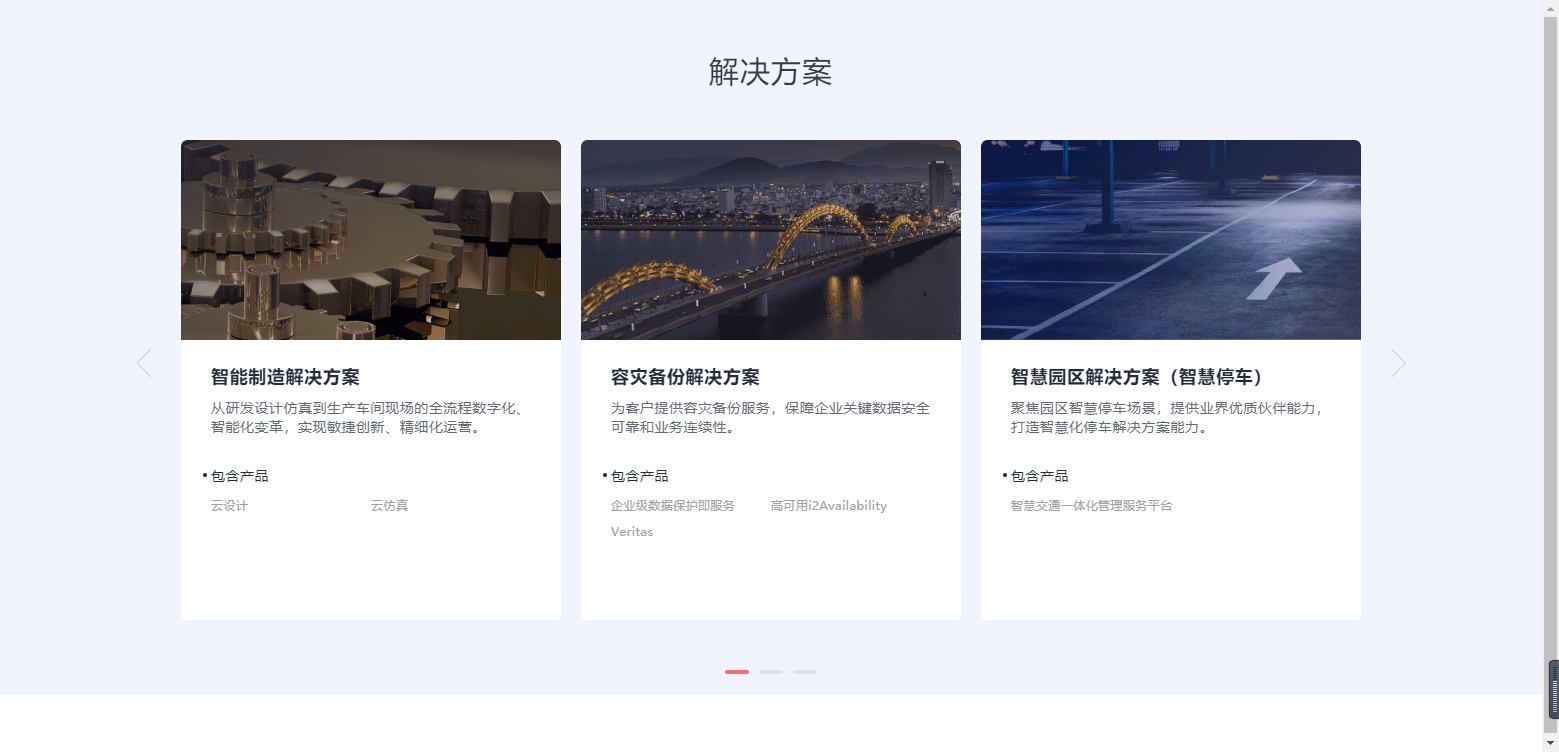 解决方案
智能制造解决方案
从研发设计仿真到生产车间现场的全流程数字化、
智能化变革，实现敏捷创新、精细化运营。
包含产品
云设计
云仿真
容灾备份解决方案
为客户提供容灾备份服务，保障企业关键数据安全
可靠和业务连续性。
包含产品
企业级数据保护即服务
高可用i2Availability
Veritas
智慧园区解决方案（智慧停车）
聚焦园区智慧停车场景，提供业界优质伙伴能力，
打造智慧化停车解决方案能力。
包含产品
智慧交通一体化管理服务平台